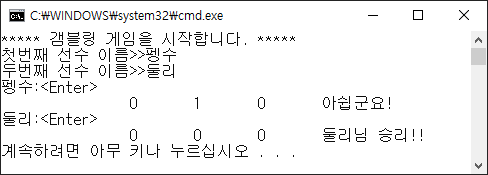 C:\WINDOWS\system32\cmd.exe
***** 갬블링 게임을 시작합니다. *****
첫번째 선수 이름>>펭수
두번째 선수 이름>>둘리
펭수:<Enter>
0 1 0 아쉽군요!
둘리:<Enter>
0 0 0 둘리님 승리!!
계속하려면 아무 키나 누르십시오 . . .